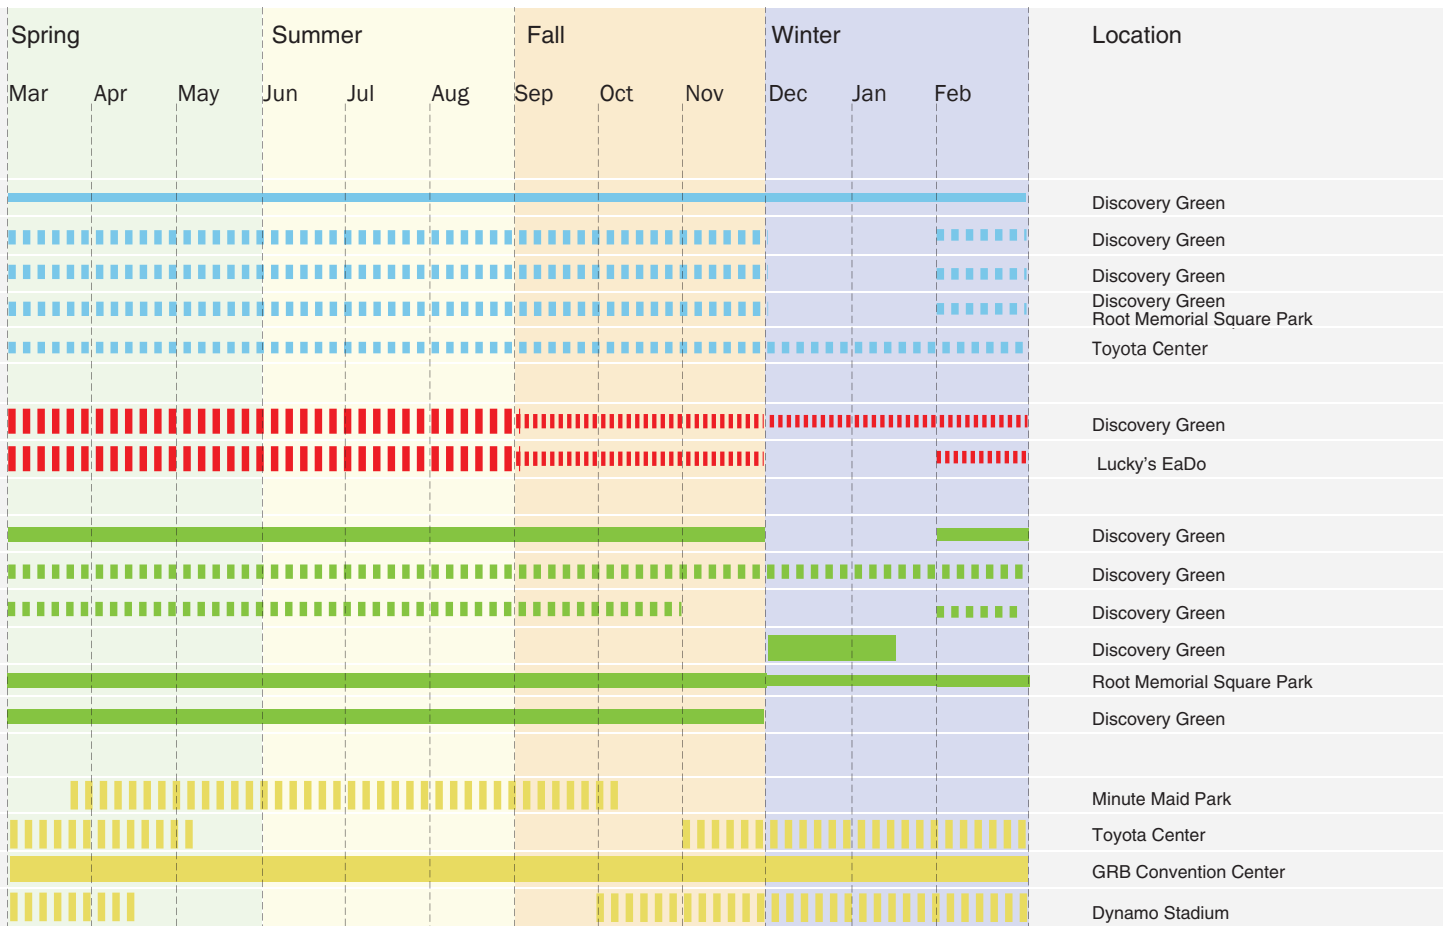 Spring Summer Fall Winter Location
Mar Apr May Jun Jul Aug Sep Oct Nov Dec Jan Feb
Discovery Green
Discovery Green
Discovery Green
Discovery Green
Root Memorial Square Park
Toyota Center
Discovery Green
Lucky's EaDo
Discovery Green
Discovery Green
Discovery Green
Discovery Green
Root Memorial Square Park
Discovery Green
Minute Maid Park
Toyota Center
GRB Convention Center
Dynamo Stadium